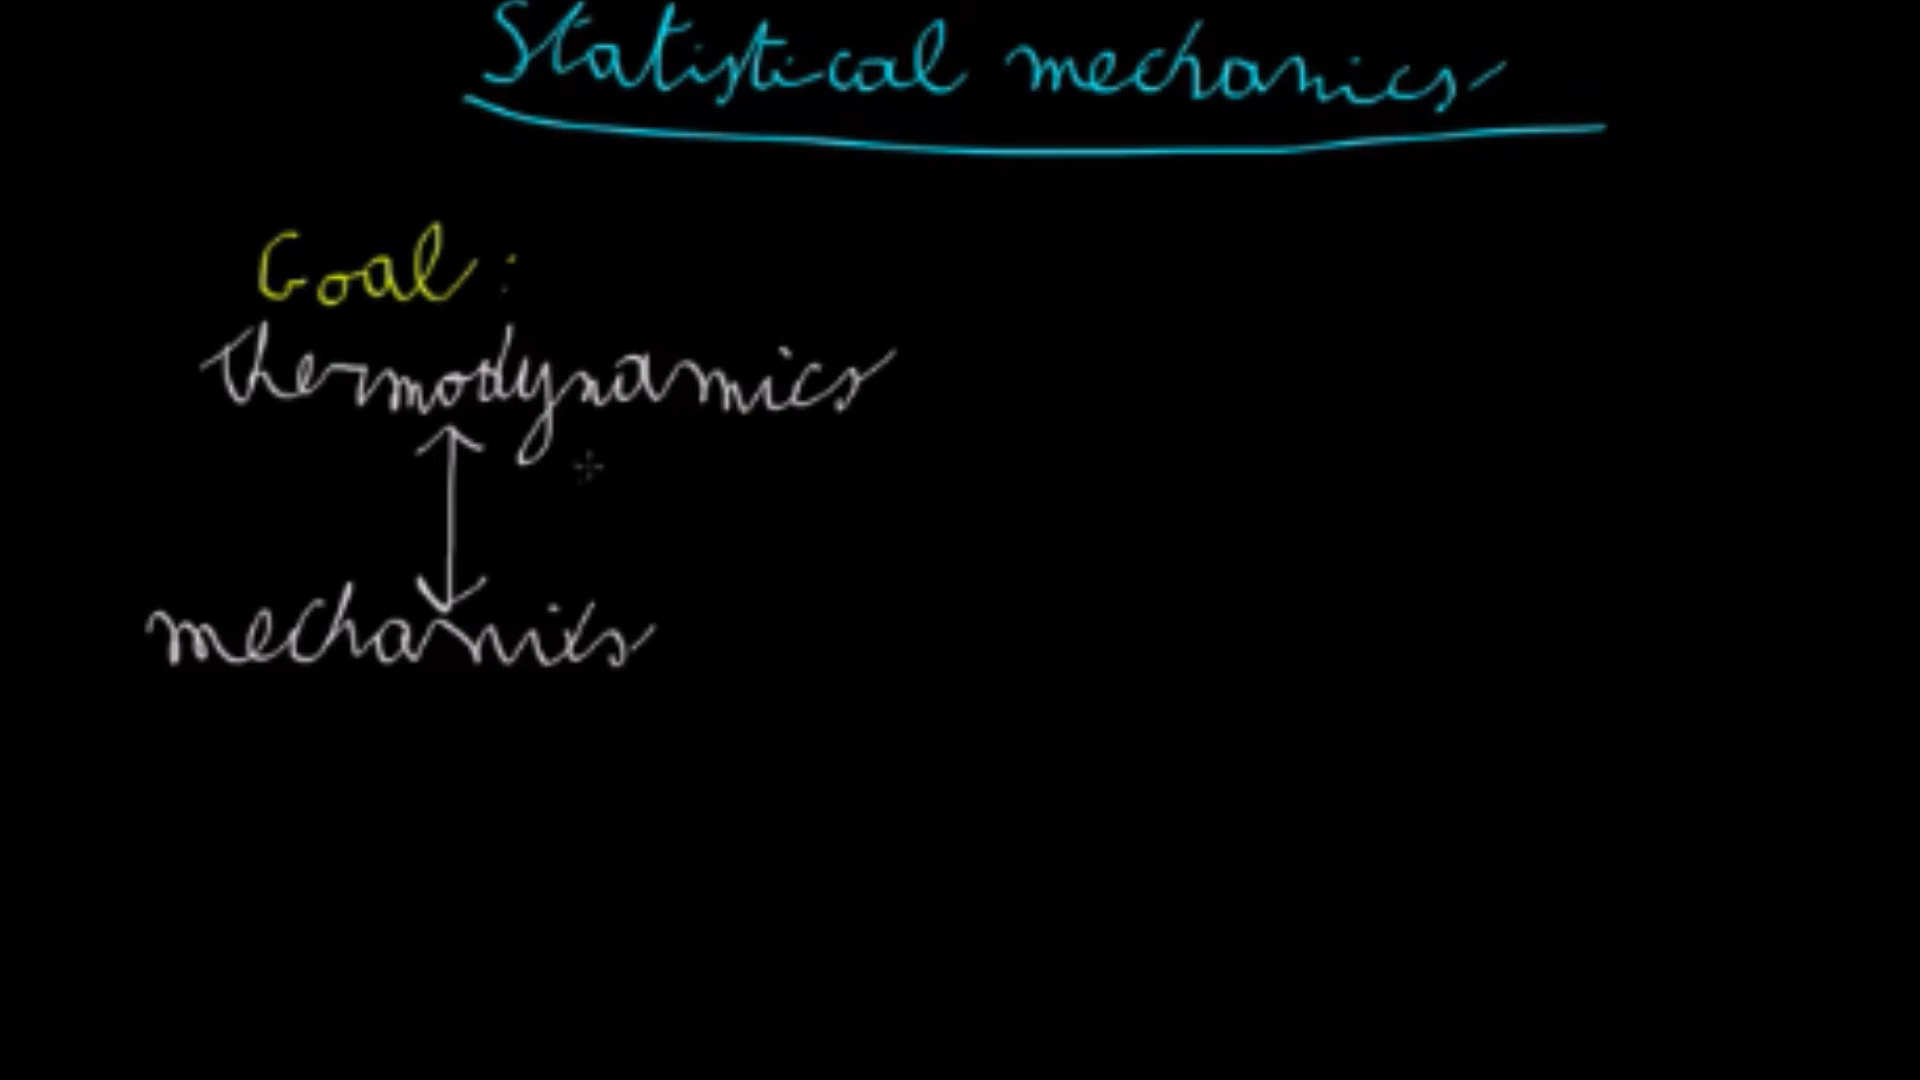 Statistical mechanics
Goal:
thermodynamics
mechanics